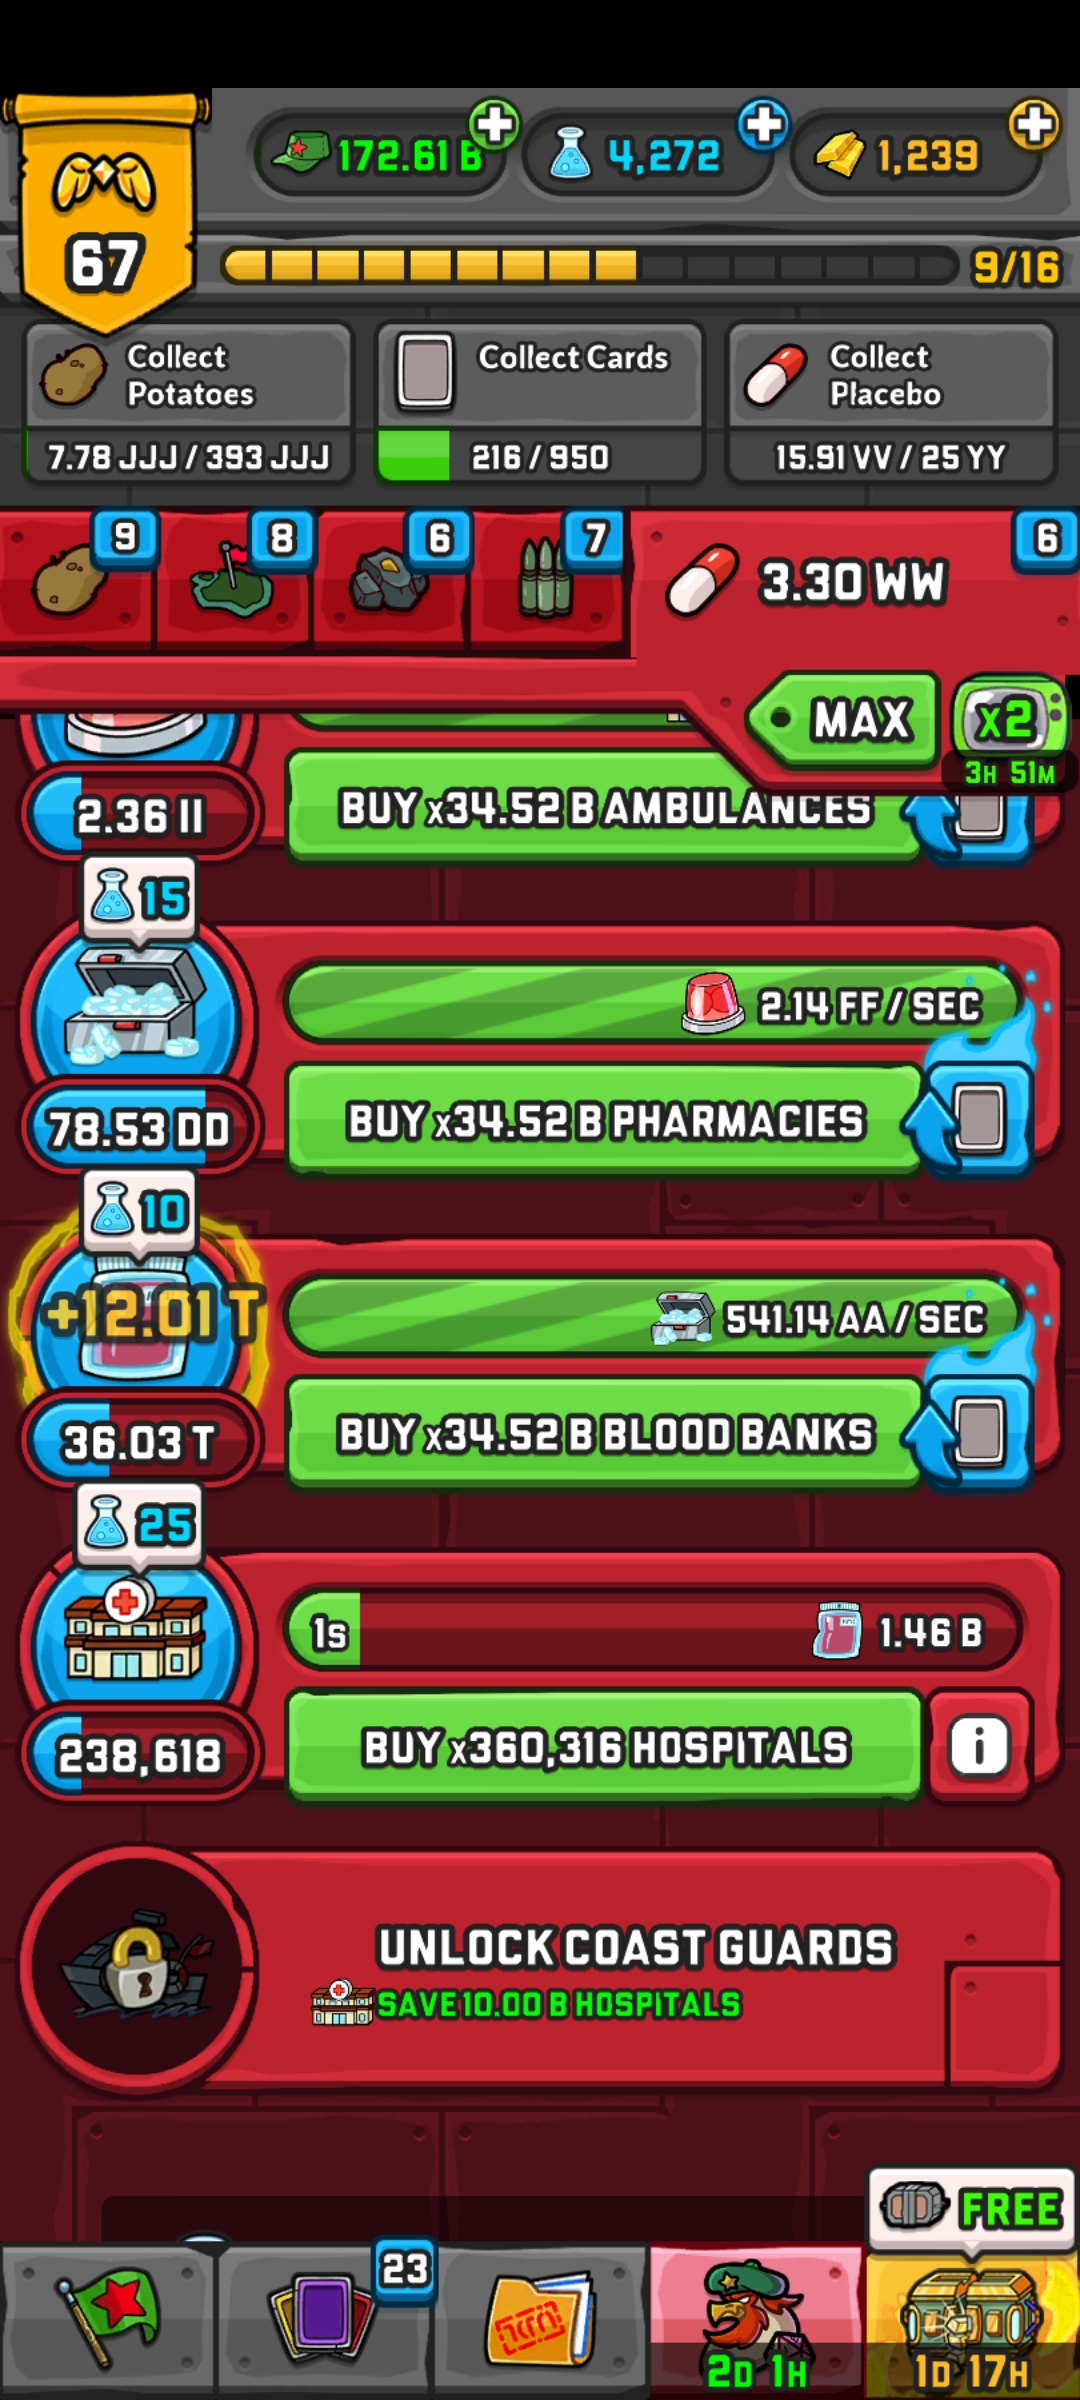 172.61 B
4,272
1,239
67
9/16
Collect
Potatoes
Collect Cards
Collect
Placebo
7.78 JJJ / 393 JJJ
216 / 950
15.91 VV / 25 YY
9
8
6
7
6
3.30 WW
MAX
x2
3H 51M
2.36 II
BUY x34.52 B AMBULANCES
15
2.14 FF / SEC
78.53 DD
BUY x34.52 B PHARMACIES
10
+12.01 T
541.14 AA / SEC
36.03 T
BUY x34.52 B BLOOD BANKS
25
1s
1.46 B
238,618
BUY x360,316 HOSPITALS
i
UNLOCK COAST GUARDS
SAVE 10.00 B HOSPITALS
FREE
23
2D 1H
1D 17H